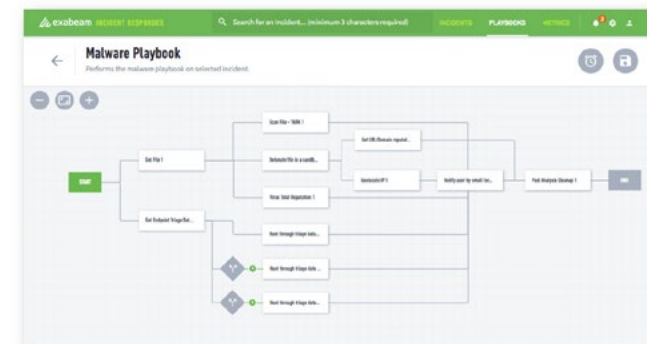 exabeam INCIDENT RESPONDER
Search for an incident... (minimum 3 characters required)
INCIDENTS
PLAYBOOKS
METRICS
Malware Playbook
Performs the malware playbook on selected incident.
START
Get File 1
Get Endpoint Triage Dat...
Scan File - YARA 1
Detonate File in a sandb...
Virus Total Reputation 1
Hunt through triage data...
Hunt through triage data ...
Hunt through triage data...
Get URL/Domain reputat...
Geolocate IP 1
Notify user by email (or...
Post Analysis Cleanup 1
END